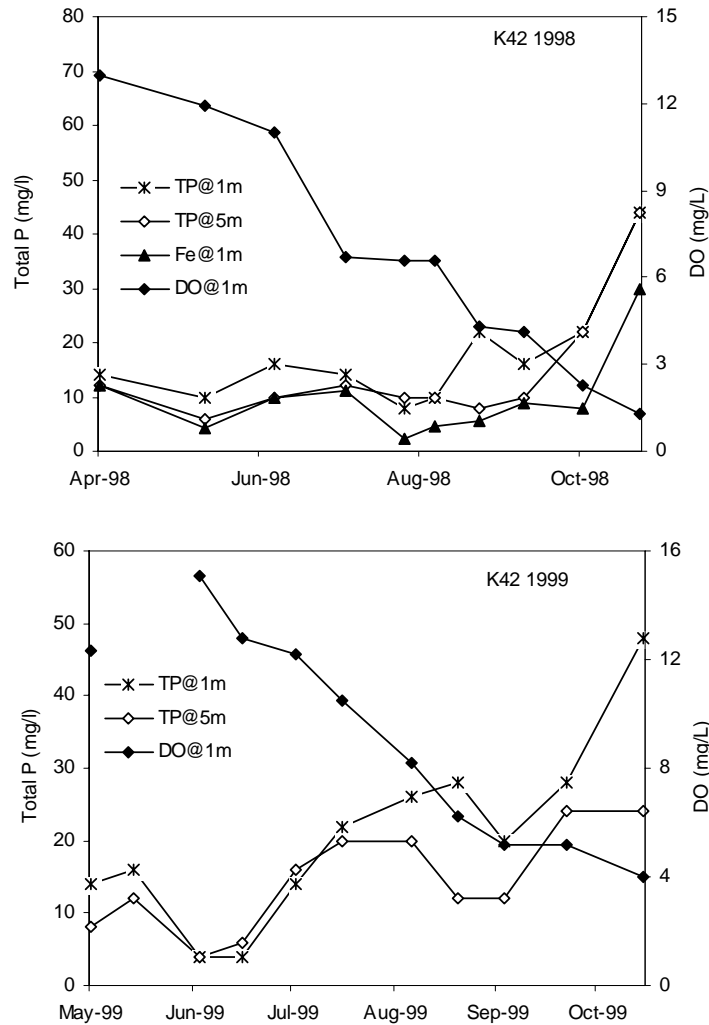 K42 1998
Total P (mg/l)
80
70
60
50
40
30
20
10
0
TP@1m
TP@5m
Fe@1m
DO@1m
15
12
9
6
3
0
DO (mg/L)
Apr-98 Jun-98 Aug-98 Oct-98
K42 1999
Total P (mg/l)
60
50
40
30
20
10
0
TP@1m
TP@5m
DO@1m
16
12
8
4
0
DO (mg/L)
May-99 Jun-99 Jul-99 Aug-99 Sep-99 Oct-99